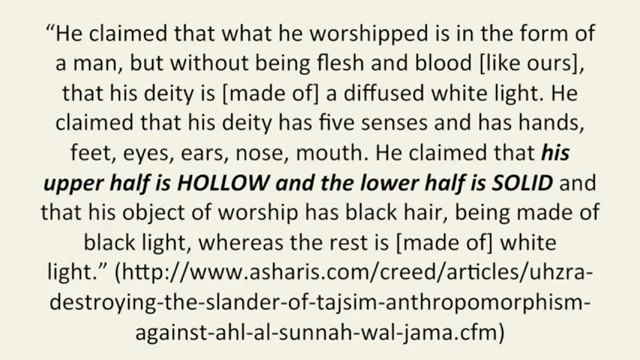 “He claimed that what he worshipped is in the form of
a man, but without being flesh and blood [like ours],
that his deity is [made of] a diffused white light. He
claimed that his deity has five senses and has hands,
feet, eyes, ears, nose, mouth. He claimed that his
upper half is HOLLOW and the lower half is SOLID and
that his object of worship has black hair, being made of
black light, whereas the rest is [made of] white
light.” (http://www.asharis.com/creed/articles/uhzra-
destroying-the-slander-of-tajsim-anthropomorphism-
against-ahl-al-sunnah-wal-jama.cfm)